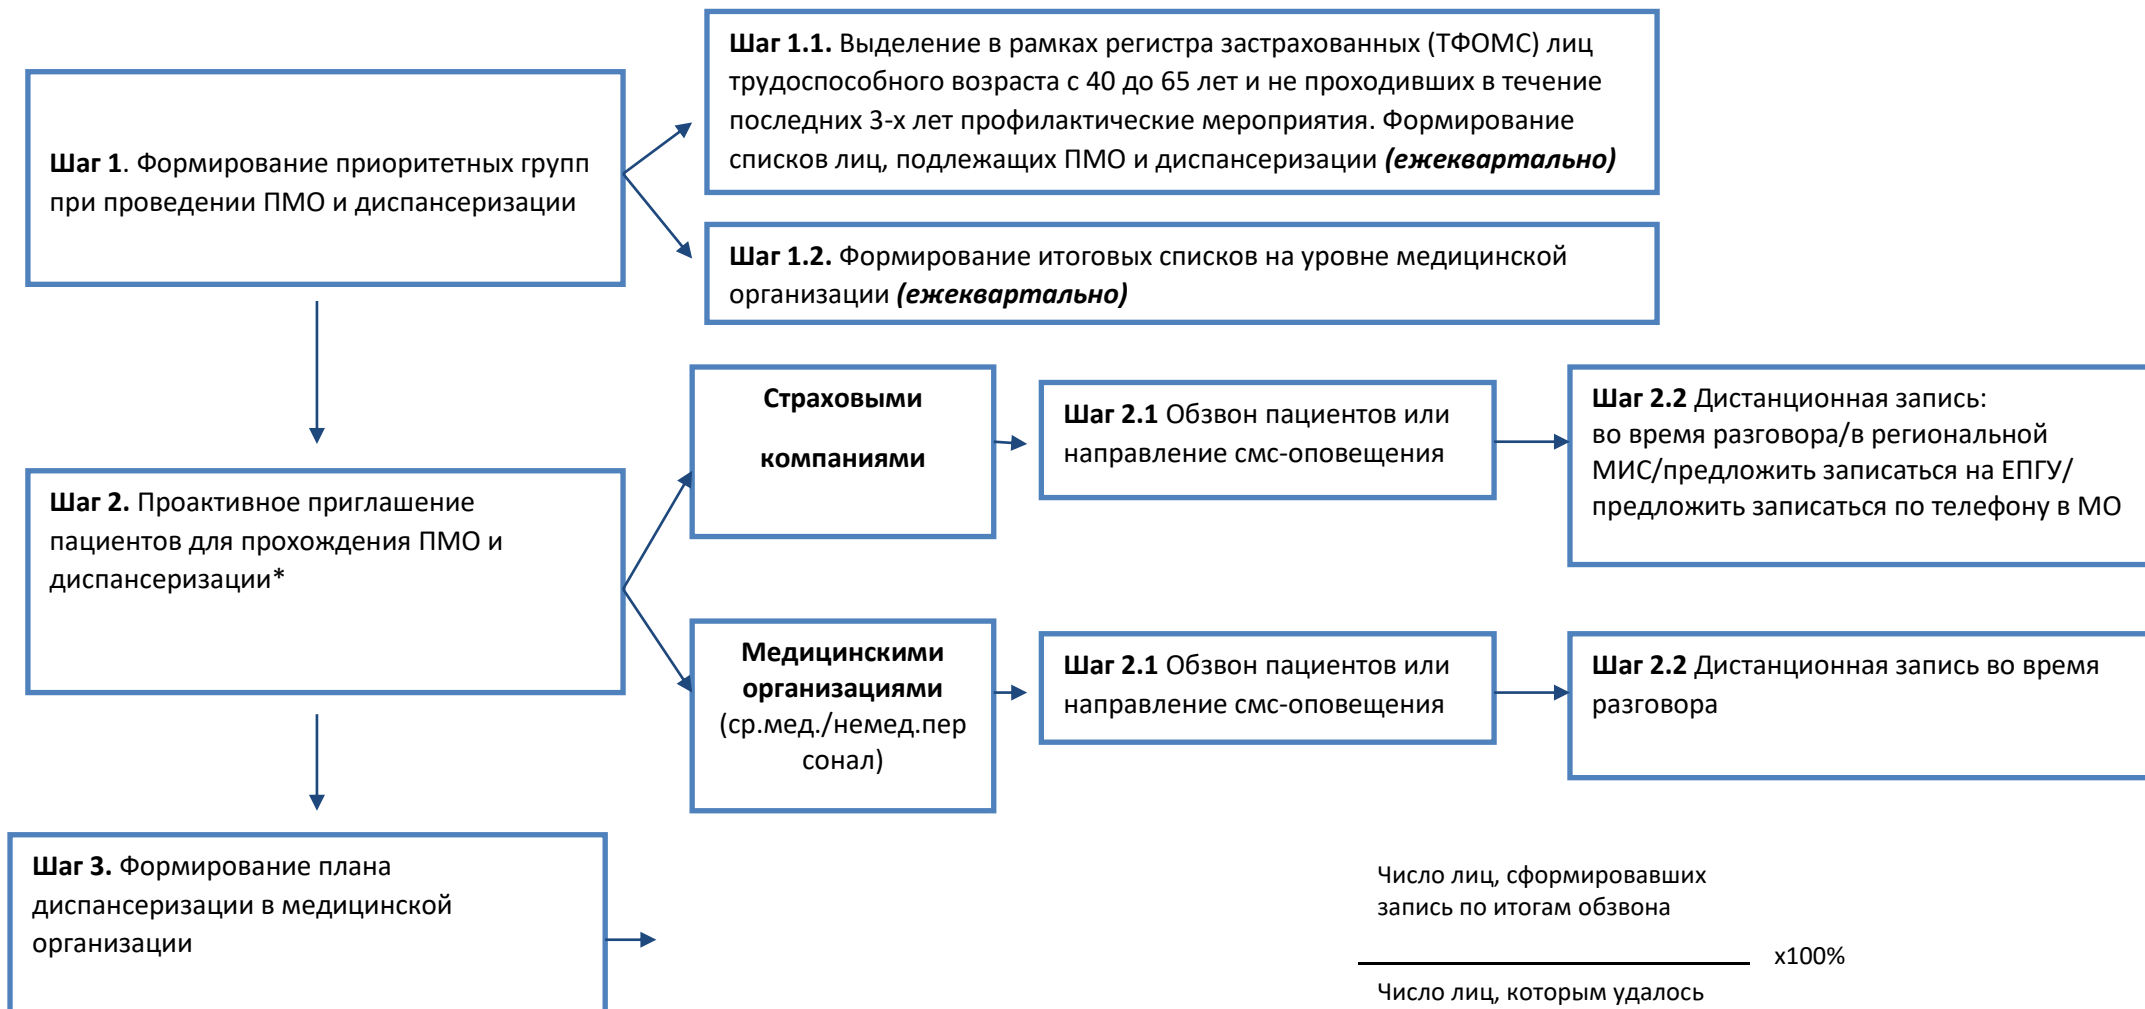 Шаг 1.1. Выделение в рамках регистра застрахованных (ТФОМС) лиц
трудоспособного возраста с 40 до 65 лет и не проходивших в течение
последних 3-х лет профилактические мероприятия. Формирование
списков лиц, подлежащих ПМО и диспансеризации (ежеквартально)
Шаг 1. Формирование приоритетных групп
при проведении ПМО и диспансеризации
Шаг 1.2. Формирование итоговых списков на уровне медицинской
организации (ежеквартально)
Страховыми
компаниями
Шаг 2.1 Обзвон пациентов или
направление смс-оповещения
Шаг 2.2 Дистанционная запись:
во время разговора/в региональной
МИС/предложить записаться на ЕПГУ/
предложить записаться по телефону в МО
Шаг 2. Проактивное приглашение
пациентов для прохождения ПМО и
диспансеризации*
Медицинскими
организациями
(ср.мед./немед.пер
сонал)
Шаг 2.1 Обзвон пациентов или
направление смс-оповещения
Шаг 2.2 Дистанционная запись во время
разговора
Шаг 3. Формирование плана
диспансеризации в медицинской
организации
Число лиц, сформировавших
запись по итогам обзвона
х100%
Число лиц, которым удалось